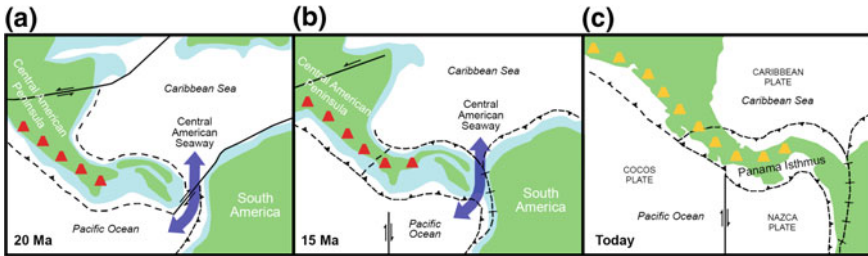 (a)
Central American
Peninsula
Caribbean Sea
Central
American
Seaway
South
America
Pacific Ocean
20 Ma
(b)
Central American
Peninsula
Caribbean Sea
Central
American
Seaway
South
America
Pacific
Ocean
15 Ma
(c)
CARIBBEAN
PLATE
Caribbean Sea
COCOS
PLATE
Panama Isthmus
Pacific Ocean
NAZCA
PLATE
Today